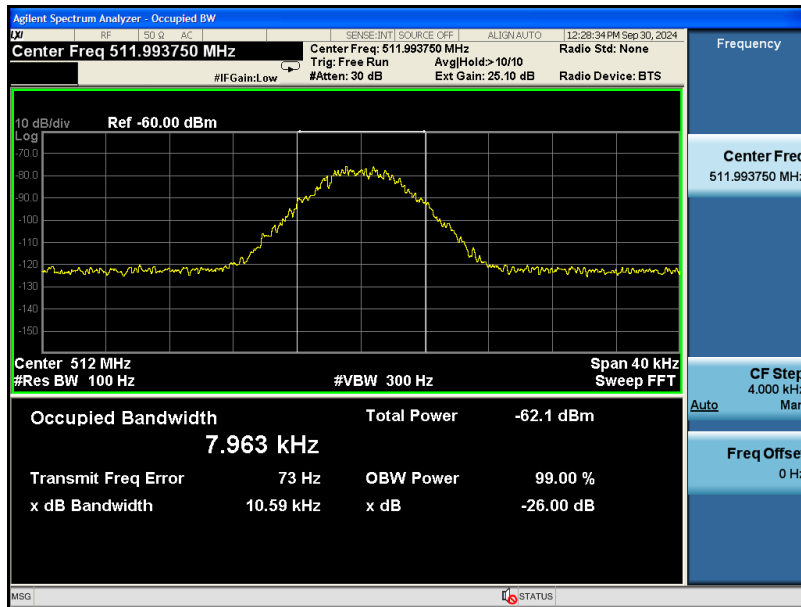 Agilent Spectrum Analyzer - Occupied BW
LXI RF 50 Ω AC SENSE:INT SOURCE OFF ALIGN AUTO 12:28:34 PM Sep 30, 2024
Center Freq 511.993750 MHz
Center Freq: 511.993750 MHz
Radio Std: None
Trig: Free Run Avg|Hold:> 10/10
#IFGain:Low
#Atten: 30 dB Ext Gain: 25.10 dB Radio Device: BTS
10 dB/div Ref -60.00 dBm
Log
-70.0
-80.0
-90.0
-100
-110
-120
-130
-140
-150
Center 512 MHz Span 40 kHz
#Res BW 100 Hz #VBW 300 Hz Sweep FFT
Occupied Bandwidth Total Power -62.1 dBm
7.963 kHz
Transmit Freq Error 73 Hz OBW Power 99.00 %
x dB Bandwidth 10.59 kHz x dB -26.00 dB
MSG STATUS
Frequency
Center Freq
511.993750 MHz
CF Step
4.000 kHz
Auto Man
Freq Offset
0 Hz